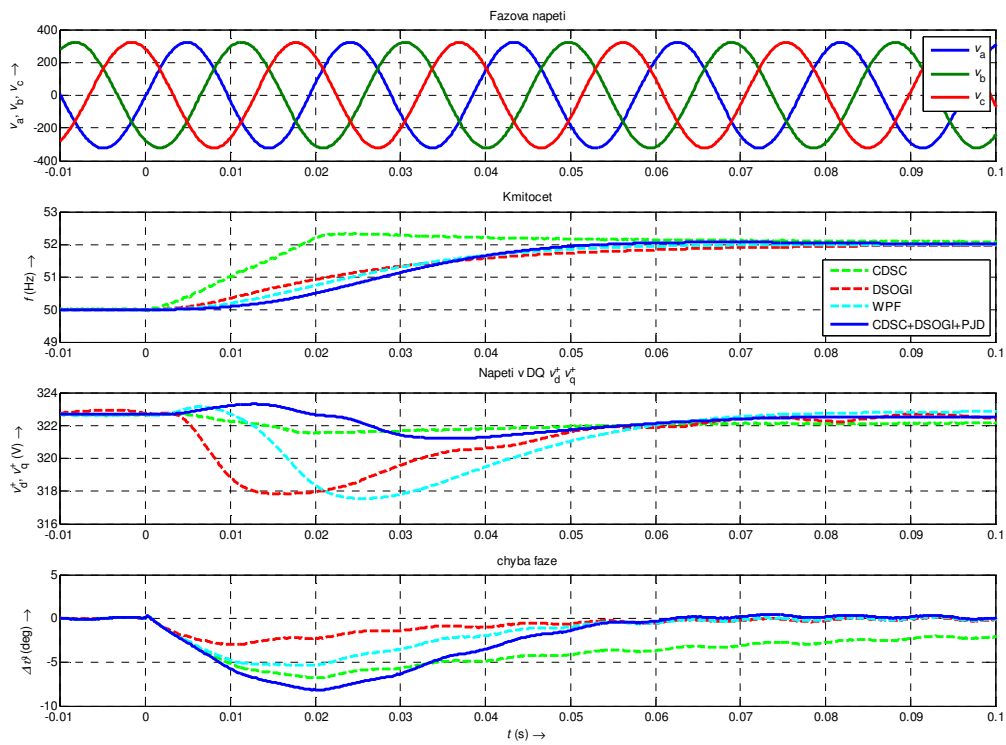 Fazova napeti
v_a, v_b, v_c →
400
200
0
-200
-400
v_a
v_b
v_c
-0.01 0 0.01 0.02 0.03 0.04 0.05 0.06 0.07 0.08 0.09 0.1
Kmitocet
f (Hz) →
53
52
51
50
49
CDSC
DSOGI
WPF
CDSC+DSOGI+PJD
-0.01 0 0.01 0.02 0.03 0.04 0.05 0.06 0.07 0.08 0.09 0.1
Napeti v DQ v_d^+ v_q^+
v_d^+, v_q^+ (V) →
324
322
320
318
316
-0.01 0 0.01 0.02 0.03 0.04 0.05 0.06 0.07 0.08 0.09 0.1
chyba faze
Δϑ (deg) →
5
0
-5
-10
-0.01 0 0.01 0.02 0.03 0.04 0.05 0.06 0.07 0.08 0.09 0.1
t (s) →